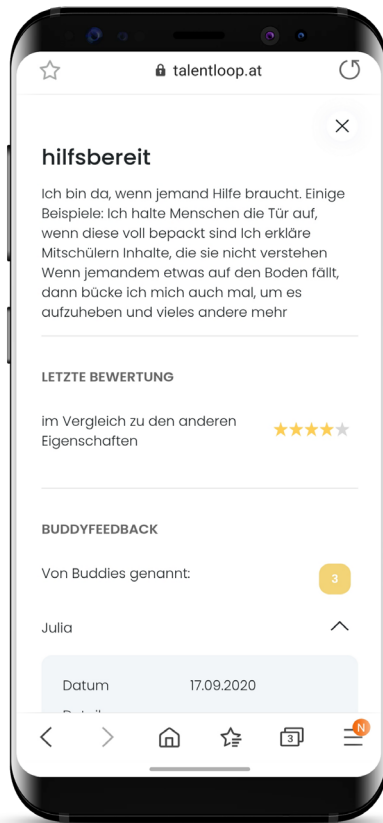 talentloop.at
hilfsbereit
Ich bin da, wenn jemand Hilfe braucht. Einige
Beispiele: Ich halte Menschen die Tür auf,
wenn diese voll bepackt sind Ich erkläre
Mitschülern Inhalte, die sie nicht verstehen
Wenn jemandem etwas auf den Boden fällt,
dann bücke ich mich auch mal, um es
aufzuheben und vieles andere mehr
LETZTE BEWERTUNG
im Vergleich zu den anderen
Eigenschaften
BUDDYFEEDBACK
Von Buddies genannt:
3
Julia
Datum 17.09.2020
3
N